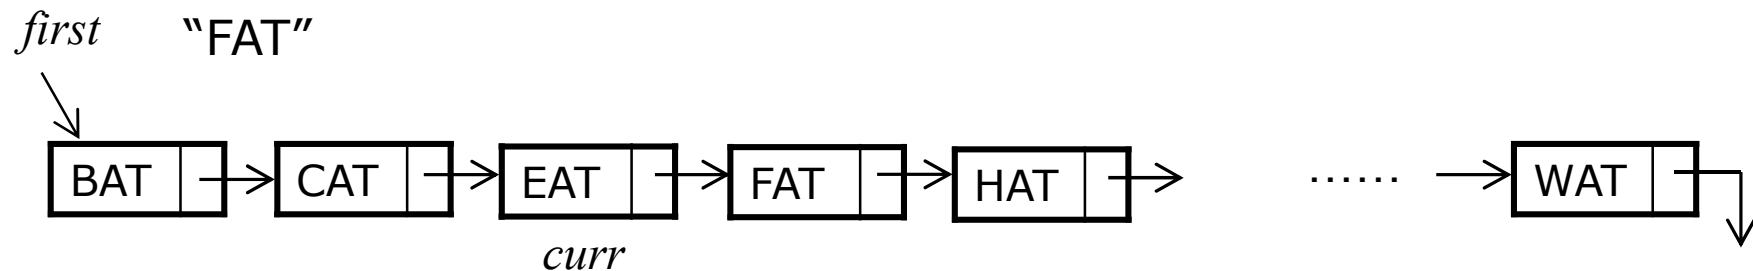 first “FAT”
BAT CAT EAT FAT HAT ...... WAT
curr